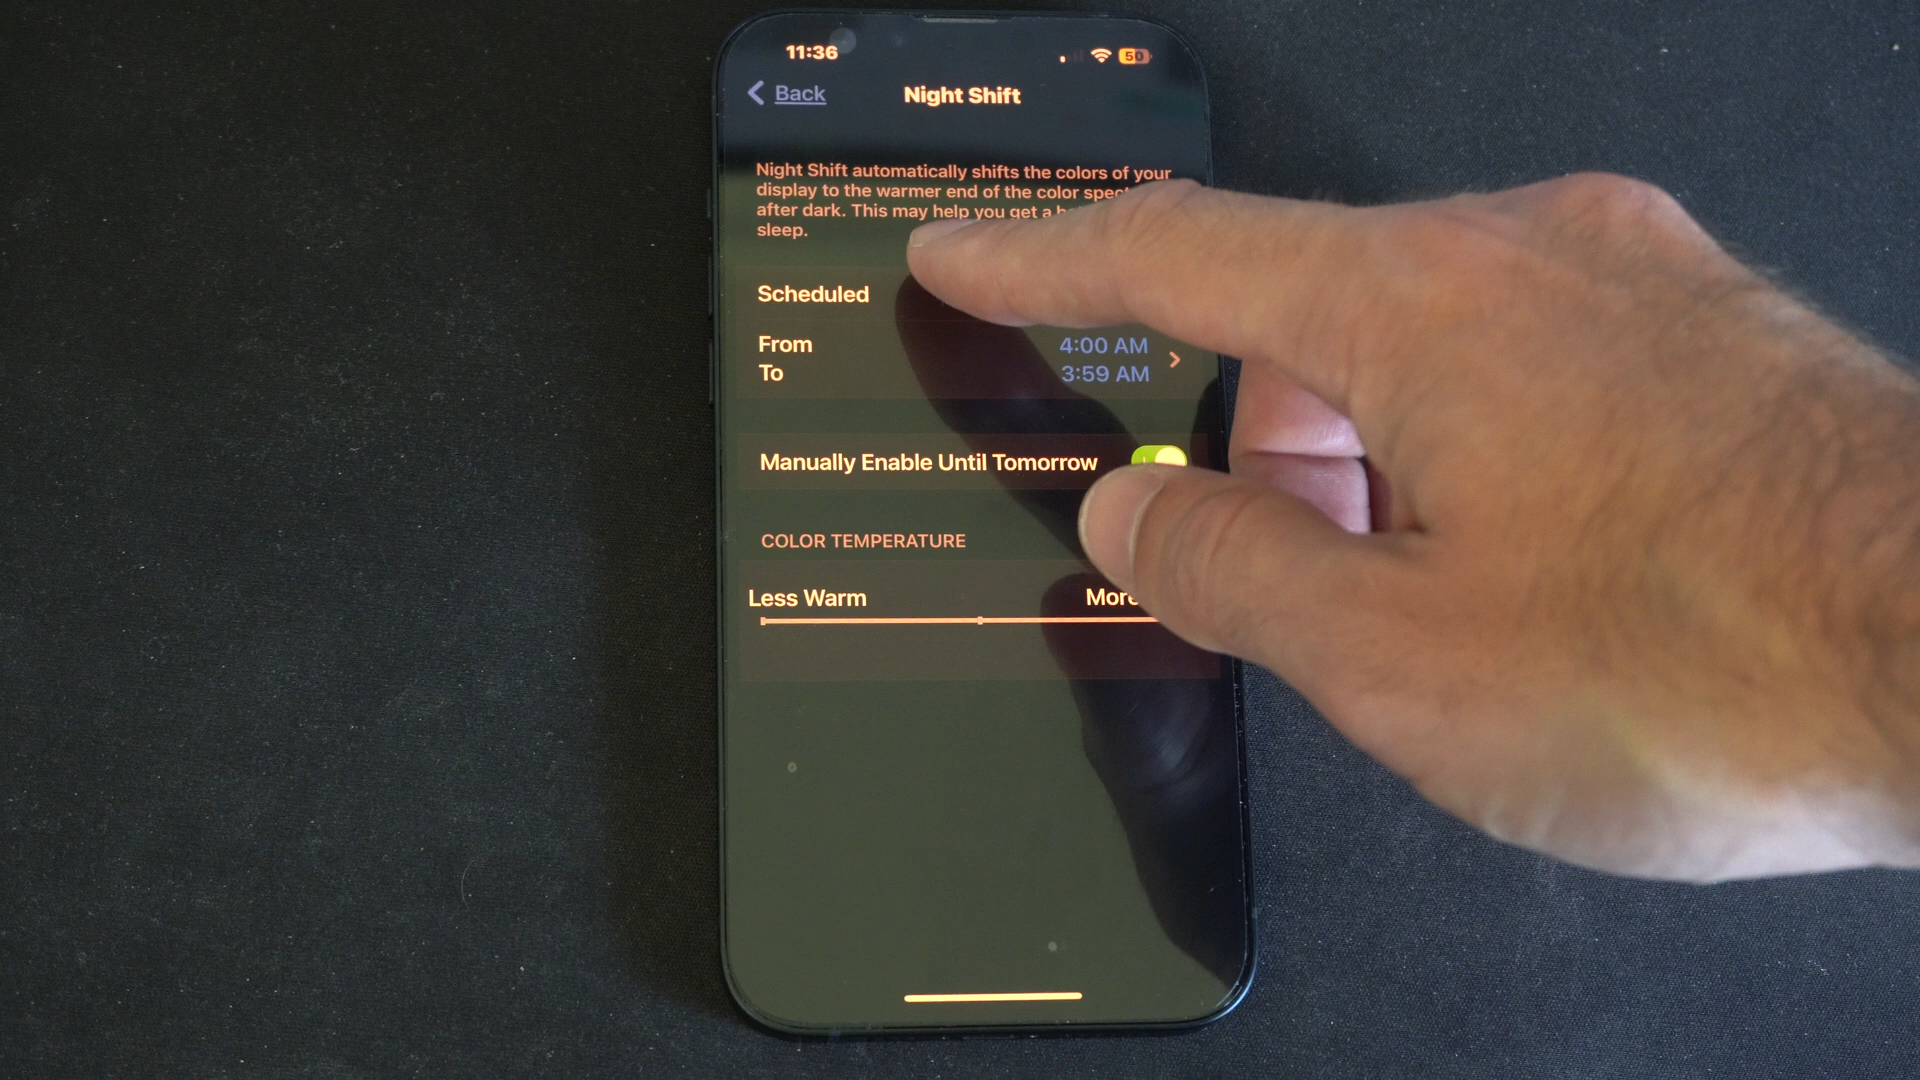 11:36
50
Back
Night Shift
Night Shift automatically shifts the colors of your
display to the warmer end of the color
after dark. This may help you get a
sleep.
Scheduled
From
4:00 AM
To
3:59 AM
Manually Enable Until Tomorrow
COLOR TEMPERATURE
Less Warm
More